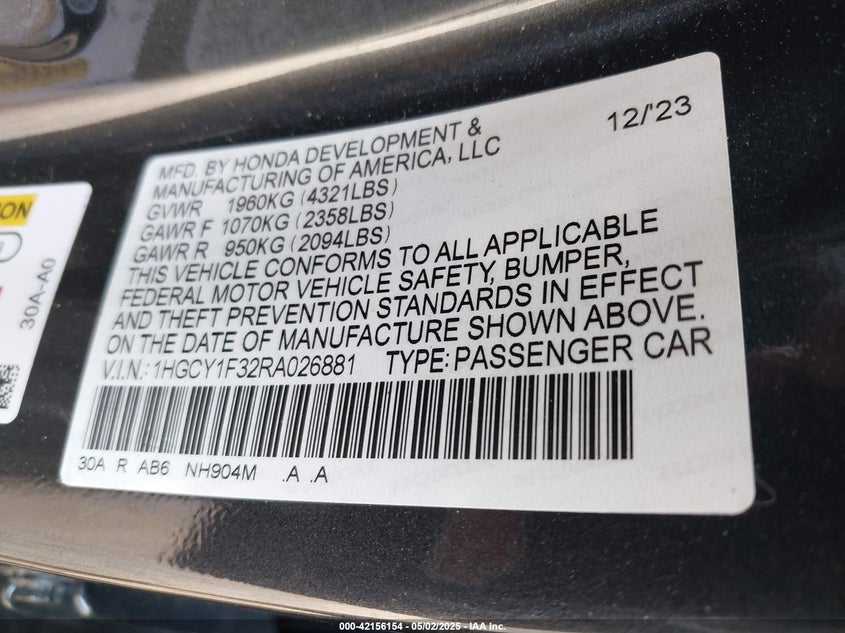 12/'23
MFD. BY HONDA DEVELOPMENT &
MANUFACTURING OF AMERICA, LLC
GVWR 1960KG (4321LBS)
GAWR F 1070KG (2358LBS)
GAWR R 950KG (2094LBS)
THIS VEHICLE CONFORMS TO ALL APPLICABLE
FEDERAL MOTOR VEHICLE SAFETY, BUMPER,
AND THEFT PREVENTION STANDARDS IN EFFECT
ON THE DATE OF MANUFACTURE SHOWN ABOVE.
V.I.N.: 1HGCY1F32RA026881 TYPE: PASSENGER CAR
30A R AB6 NH904M .A .A
30A-A0
000-42156154 - 05/02/2025 - IAA Inc.